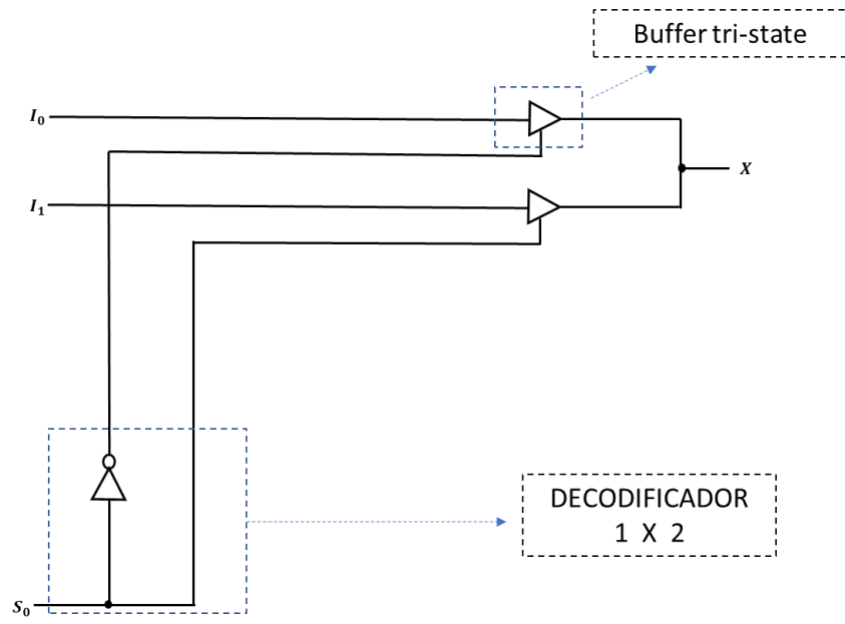 Buffer tri-state
I₀
X
I₁
DECODIFICADOR
1 X 2
S₀